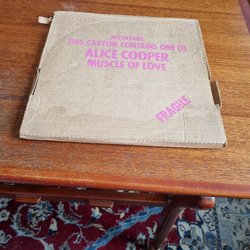 ATTENTION:
THIS CARTON CONTAINS ONE (1)
ALICE COOPER
MUSCLE OF LOVE
FRAGILE